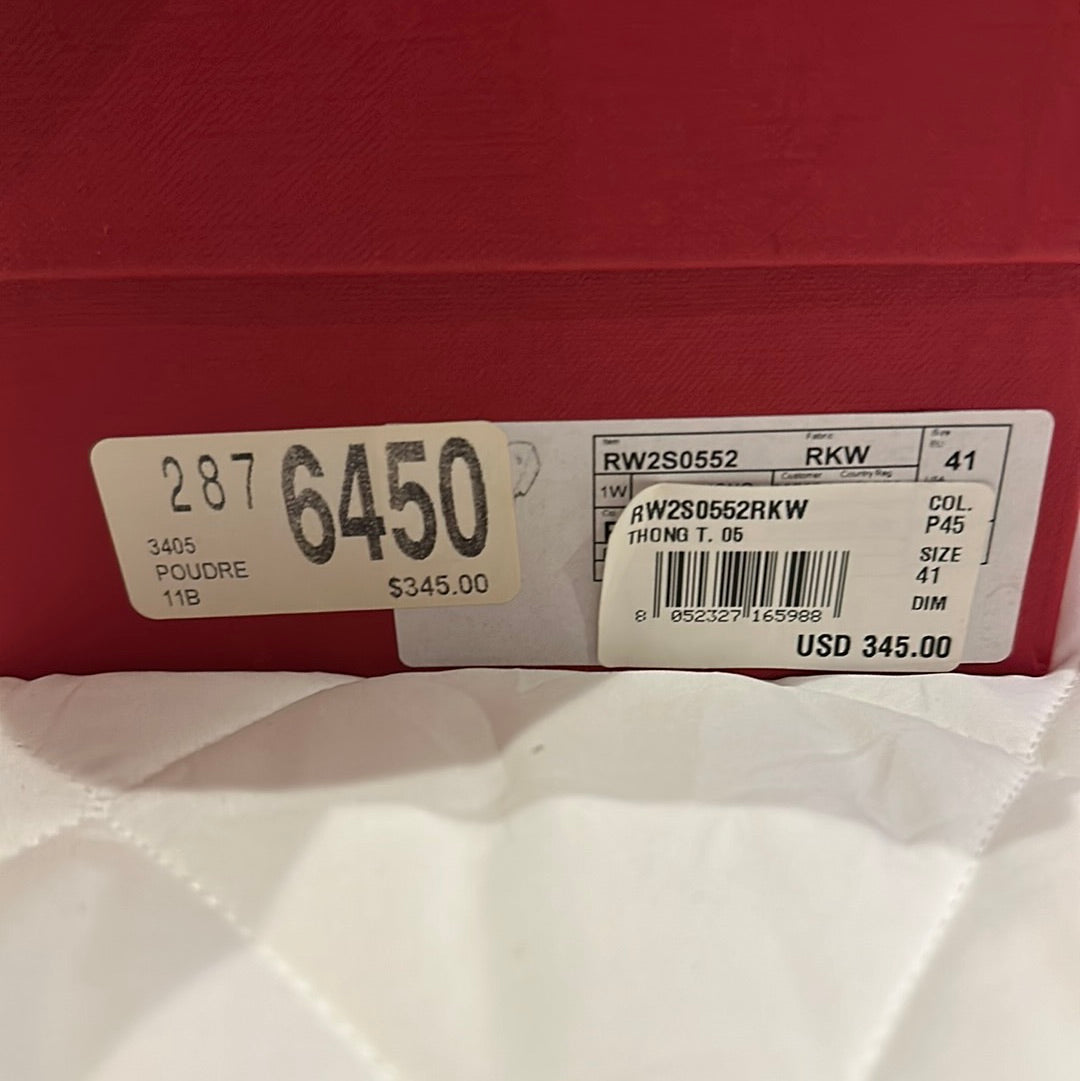 287 6450
3405
POUDRE
11B
$345.00
Item
RW2S0552
Fabric
RKW
Size
EU
41
1W
Customer
Country Reg
RW2S0552RKW
THONG T. 05
COL.
P45
SIZE
41
DIM
8 052327 165988
USD 345.00